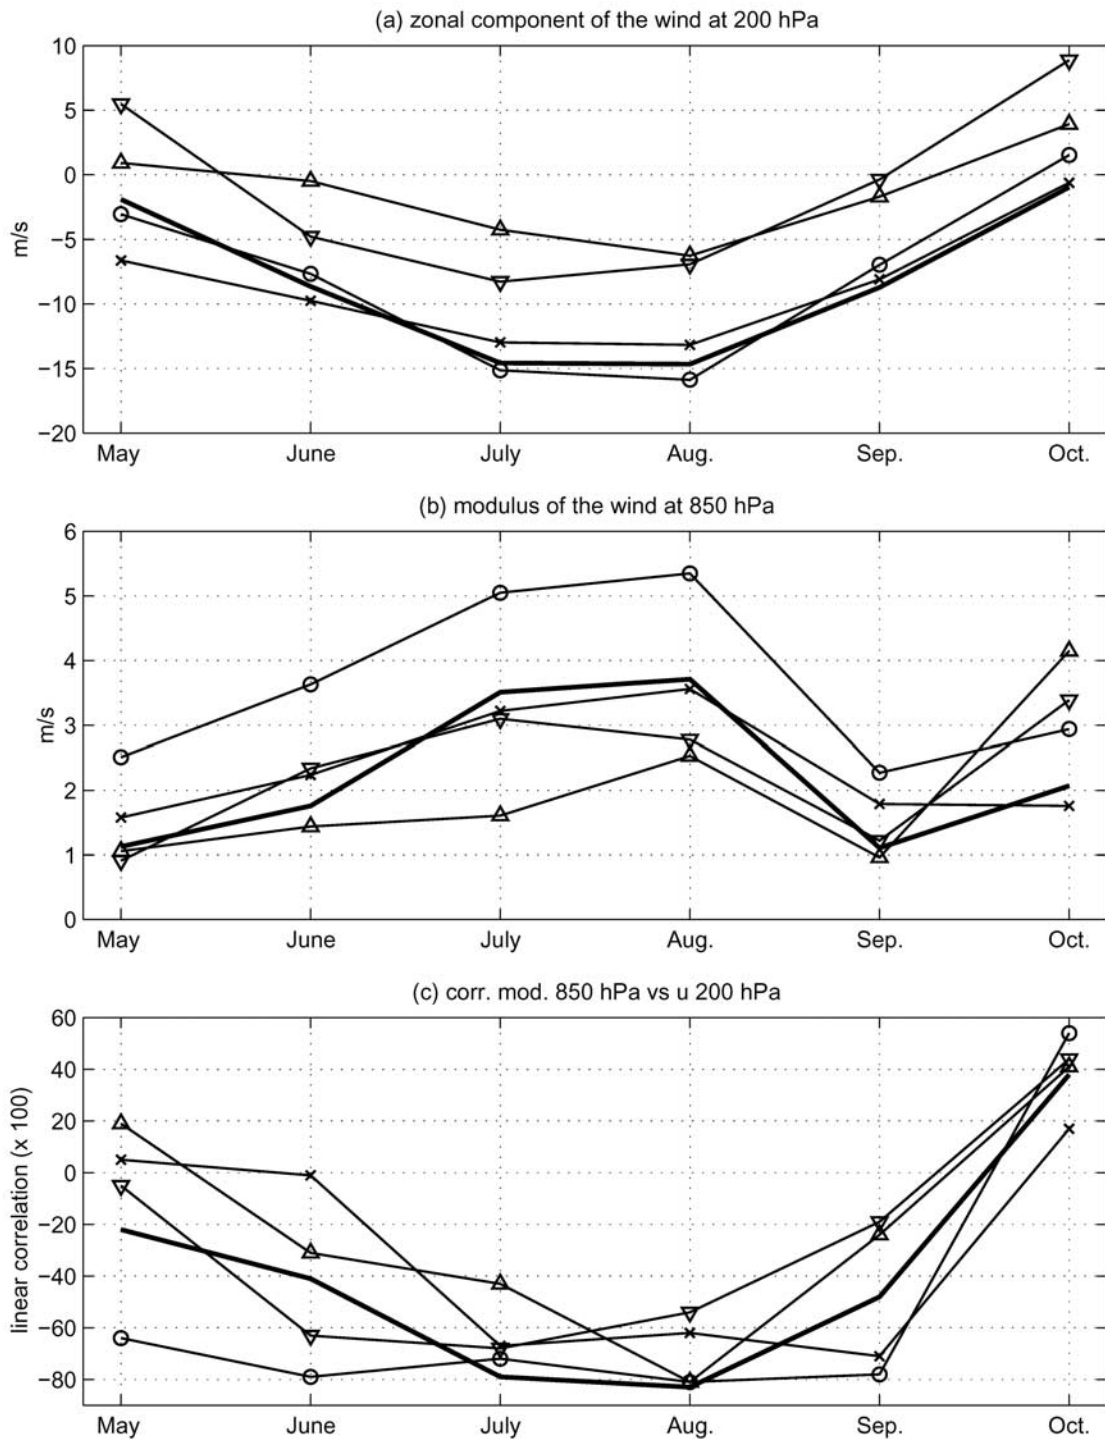 (a) zonal component of the wind at 200 hPa
10
5
0
−5
−10
−15
−20
m/s
May June July Aug. Sep. Oct.
(b) modulus of the wind at 850 hPa
6
5
4
3
2
1
0
m/s
May June July Aug. Sep. Oct.
(c) corr. mod. 850 hPa vs u 200 hPa
60
40
20
0
−20
−40
−60
−80
linear correlation (x 100)
May June July Aug. Sep. Oct.